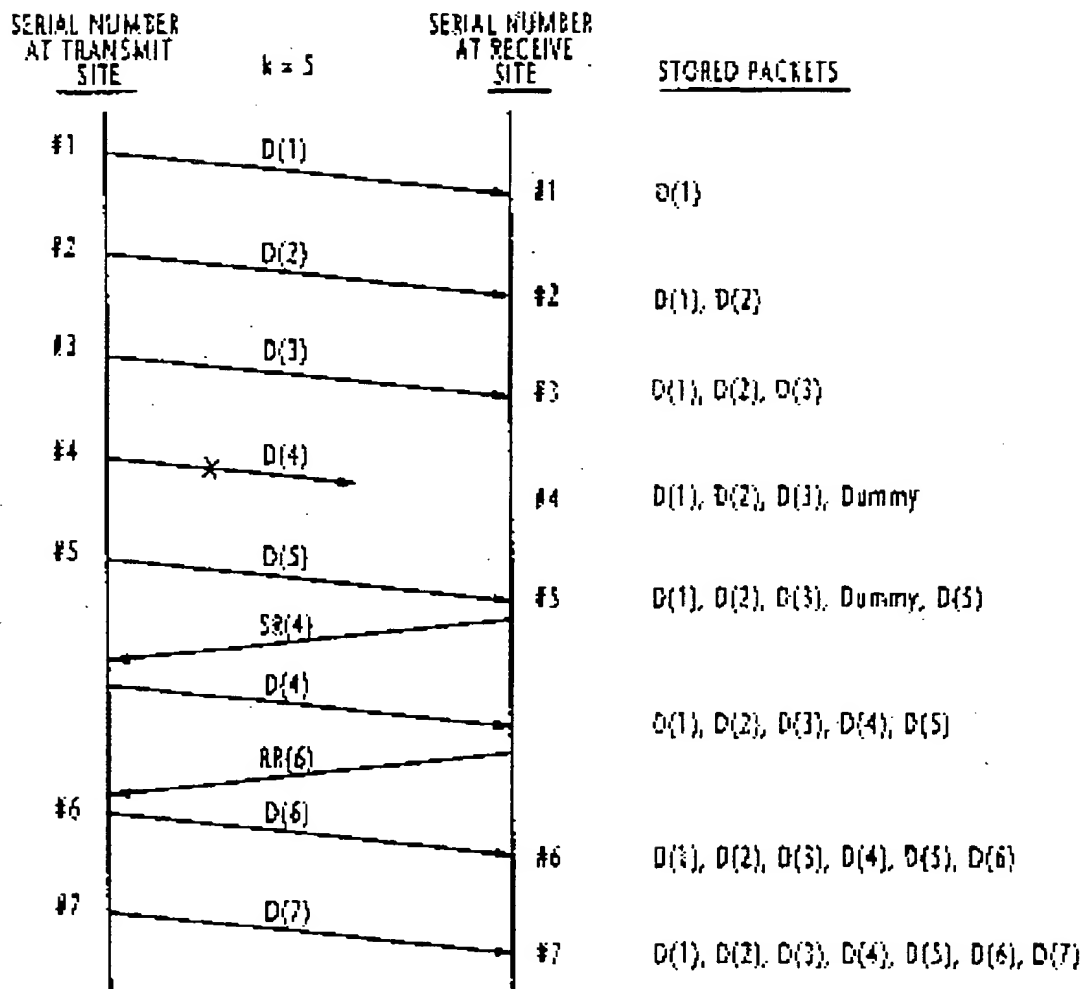 SERIAL NUMBER
AT TRANSMIT
SITE
k = 5
SERIAL NUMBER
AT RECEIVE
SITE
STORED PACKETS
#1
D(1)
#1
D(1)
#2
D(2)
#2
D(1), D(2)
#3
D(3)
#3
D(1), D(2), D(3)
#4
D(4)
#4
D(1), D(2), D(3), Dummy
#5
D(5)
#5
D(1), D(2), D(3), Dummy, D(5)
SR(4)
D(4)
D(1), D(2), D(3), D(4), D(5)
RR(6)
#6
D(6)
#6
D(1), D(2), D(3), D(4), D(5), D(6)
#7
D(7)
#7
D(1), D(2), D(3), D(4), D(5), D(6), D(7)